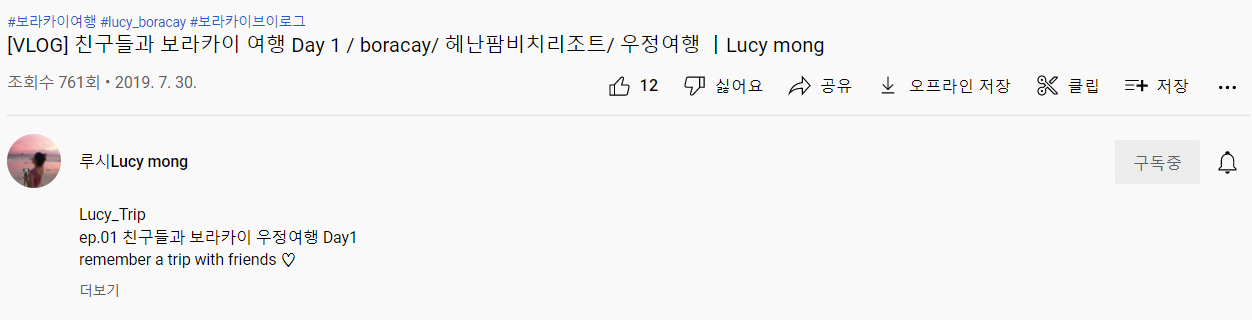 #보라카이여행 #lucy_boracay #보라카이브이로그
[VLOG] 친구들과 보라카이 여행 Day 1 / boracay/ 헤난팜비치리조트/ 우정여행 ㅣLucy mong
조회수 761회 • 2019. 7. 30.
12 싫어요 공유 오프라인 저장 클립 저장
루시Lucy mong
구독중
Lucy_Trip
ep.01 친구들과 보라카이 우정여행 Day1
remember a trip with friends ♡
더보기